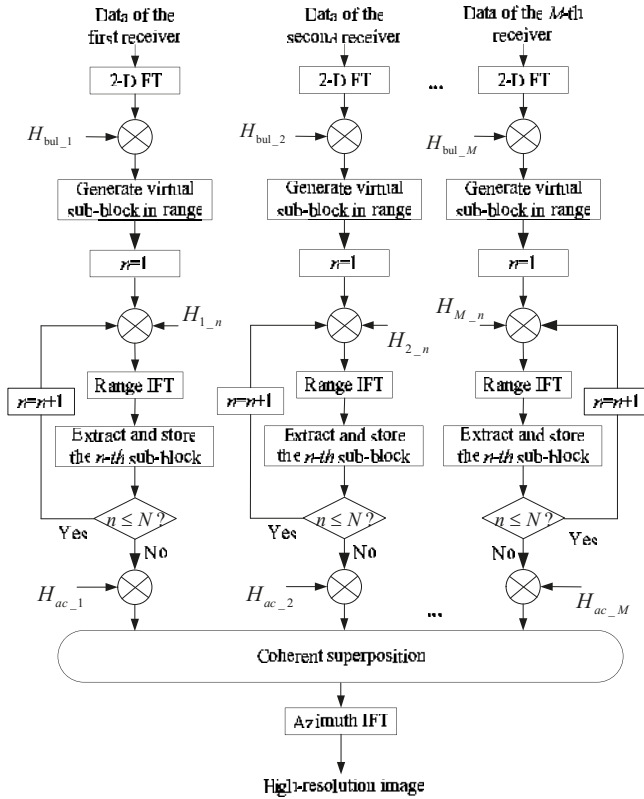 Data of the
first receiver
Data of the
second receiver
Data of the M-th
receiver
2-D FT
2-D FT
...
2-D FT
H_bul_1
H_bul_2
H_bul_M
Generate virtual
sub-block in range
Generate virtual
sub-block in range
Generate virtual
sub-block in range
n=1
n=1
n=1
H_1_n
H_2_n
H_M_n
Range IFT
Range IFT
Range IFT
n=n+1
n=n+1
n=n+1
Extract and store
the n-th sub-block
Extract and store
the n-th sub-block
Extract and store
the n-th sub-block
n ≤ N?
n ≤ N?
n ≤ N?
Yes
Yes
Yes
No
No
No
H_ac_1
H_ac_2
H_ac_M
...
Coherent superposition
Azimuth IFT
High-resolution image